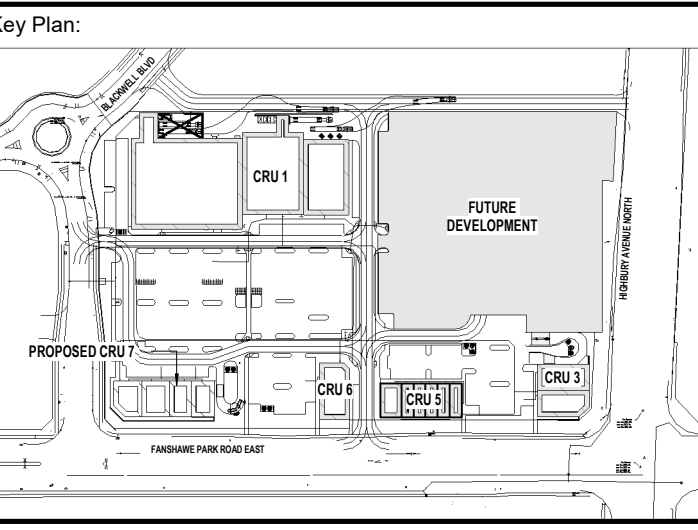 Key Plan:
BLACKWELL BLVD
CRU 1
FUTURE
DEVELOPMENT
HIGHBURY AVENUE NORTH
PROPOSED CRU 7
CRU 6
CRU 5
CRU 3
FANSHAWE PARK ROAD EAST